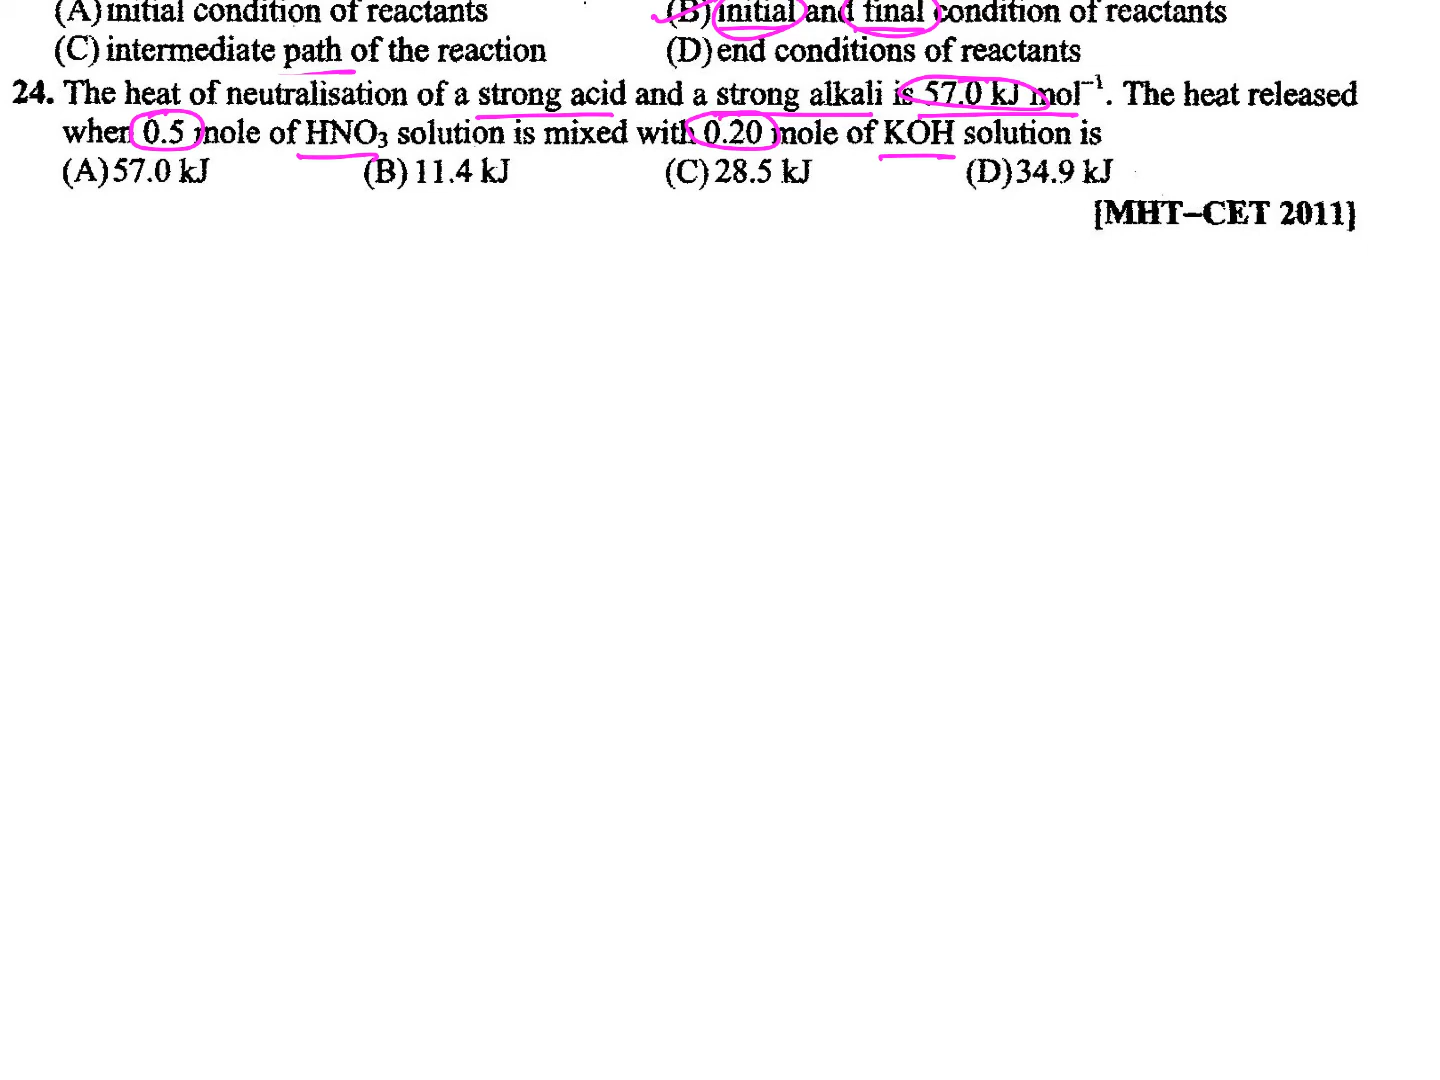 (A) initial condition of reactants (B) initial and final condition of reactants
(C) intermediate path of the reaction (D) end conditions of reactants
24. The heat of neutralisation of a strong acid and a strong alkali is 57.0 kJ mol⁻¹. The heat released
when 0.5 mole of HNO₃ solution is mixed with 0.20 mole of KOH solution is
(A) 57.0 kJ (B) 11.4 kJ (C) 28.5 kJ (D) 34.9 kJ
[MHT–CET 2011]